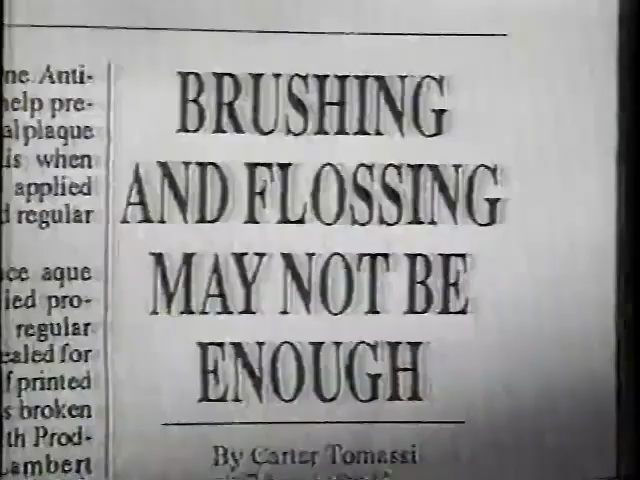 ne. Anti-
help pre-
al plaque
is when
applied
d regular
ce aque
ied pro-
regular
ealed for
f printed
s broken
th Prod-
Lambert
BRUSHING
AND FLOSSING
MAY NOT BE
ENOUGH
By Carter Tomassi